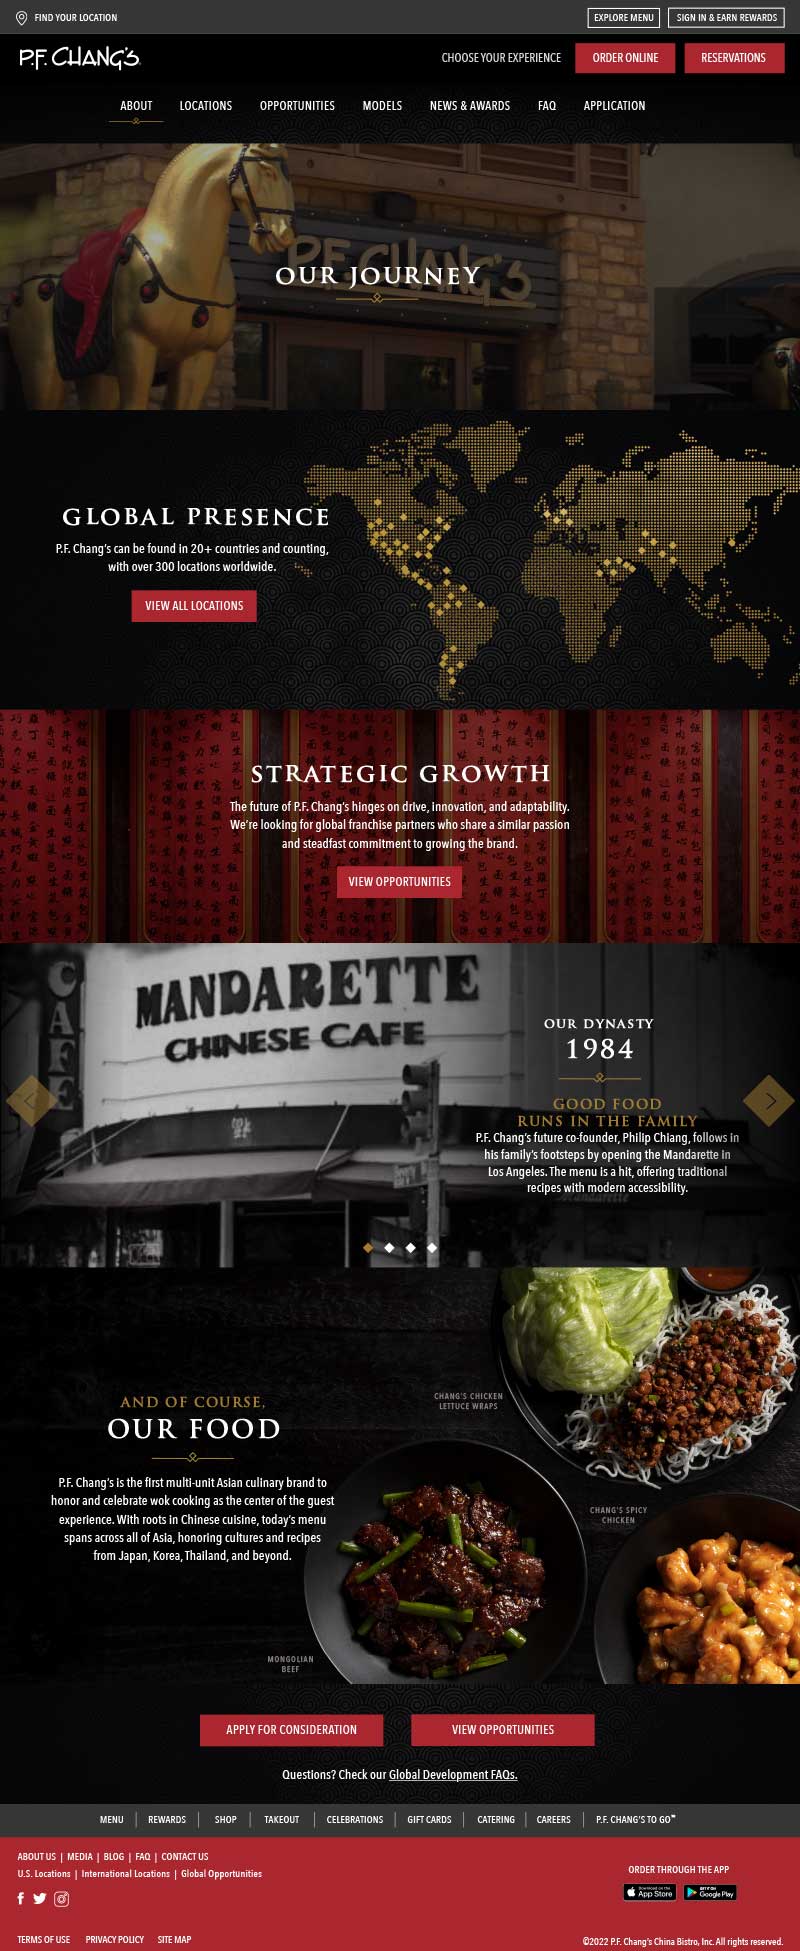 FIND YOUR LOCATION
EXPLORE MENU
SIGN IN & EARN REWARDS
P.F. CHANG'S
CHOOSE YOUR EXPERIENCE
ORDER ONLINE
RESERVATIONS
ABOUT LOCATIONS OPPORTUNITIES MODELS NEWS & AWARDS FAQ APPLICATION
P.F. CHANG'S
OUR JOURNEY
GLOBAL PRESENCE
P.F. Chang's can be found in 20+ countries and counting,
with over 300 locations worldwide.
VIEW ALL LOCATIONS
STRATEGIC GROWTH
The future of P.F. Chang's hinges on drive, innovation, and adaptability.
We're looking for global franchise partners who share a similar passion
and steadfast commitment to growing the brand.
VIEW OPPORTUNITIES
CAFE
MANDARETTE
CHINESE CAFE
OUR DYNASTY
1984
GOOD FOOD
RUNS IN THE FAMILY
P.F. Chang's future co-founder, Philip Chiang, follows in
his family's footsteps by opening the Mandarette in
Los Angeles. The menu is a hit, offering traditional
recipes with modern accessibility.
Mandarette
CHANG'S CHICKEN
LETTUCE WRAPS
AND OF COURSE,
OUR FOOD
P.F. Chang's is the first multi-unit Asian culinary brand to
honor and celebrate wok cooking as the center of the guest
experience. With roots in Chinese cuisine, today's menu
spans across all of Asia, honoring cultures and recipes
from Japan, Korea, Thailand, and beyond.
CHANG'S SPICY
CHICKEN
MONGOLIAN
BEEF
APPLY FOR CONSIDERATION
VIEW OPPORTUNITIES
Questions? Check our Global Development FAQs.
MENU | REWARDS | SHOP | TAKEOUT | CELEBRATIONS | GIFT CARDS | CATERING | CAREERS | P.F. CHANG'S TO GO℠
ABOUT US | MEDIA | BLOG | FAQ | CONTACT US
U.S. Locations | International Locations | Global Opportunities
ORDER THROUGH THE APP
Download on the App Store
GET IT ON Google Play
TERMS OF USE PRIVACY POLICY SITE MAP
©2022 P.F. Chang's China Bistro, Inc. All rights reserved.